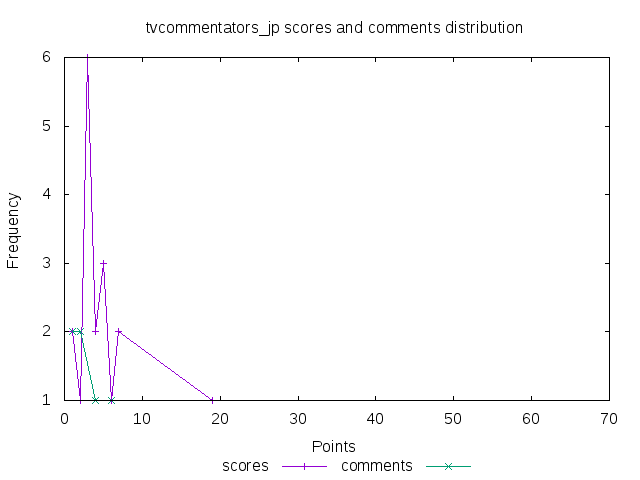 tvcommentators_jp scores and comments distribution
6
5
4
3
2
1
Frequency
0 10 20 30 40 50 60 70
Points
scores comments